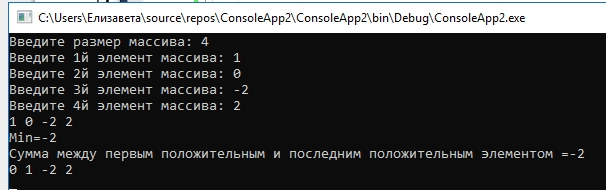 C:\Users\Елизавета\source\repos\ConsoleApp2\ConsoleApp2\bin\Debug\ConsoleApp2.exe
Введите размер массива: 4
Введите 1й элемент массива: 1
Введите 2й элемент массива: 0
Введите 3й элемент массива: -2
Введите 4й элемент массива: 2
1 0 -2 2
Min=-2
Сумма между первым положительным и последним положительным элементом =-2
0 1 -2 2